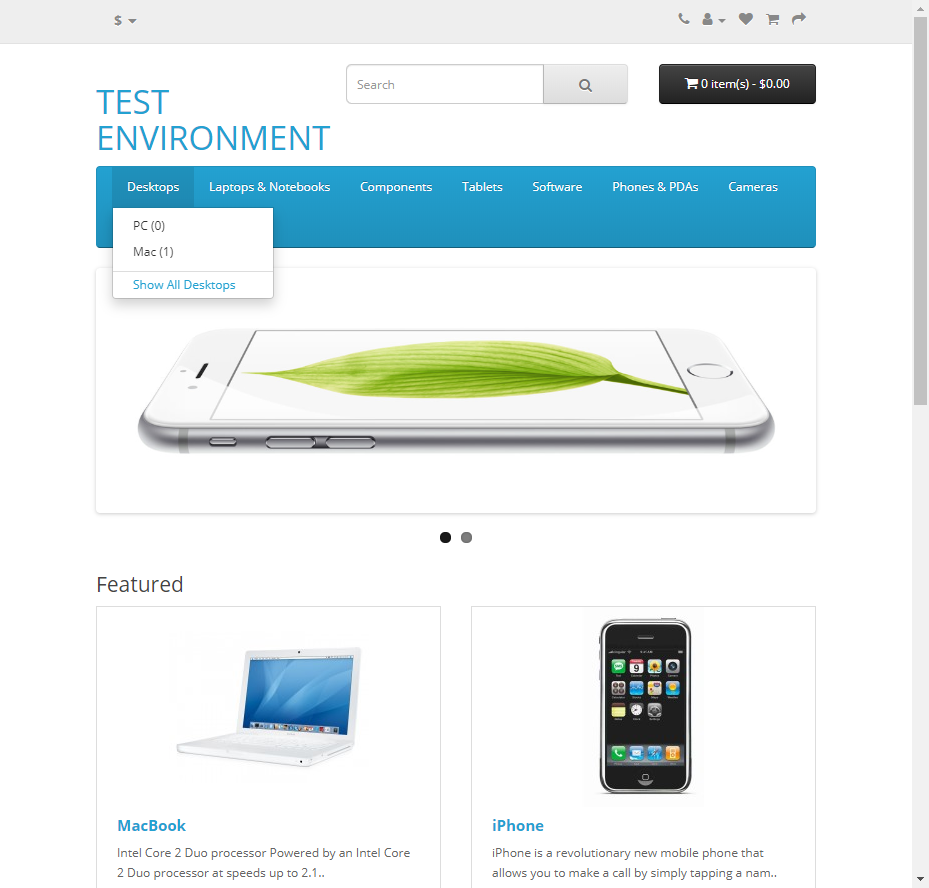 $
Search
0 item(s) - $0.00
TEST
ENVIRONMENT
Desktops
Laptops & Notebooks
Components
Tablets
Software
Phones & PDAs
Cameras
PC (0)
Mac (1)
Show All Desktops
Featured
MacBook
Intel Core 2 Duo processor Powered by an Intel Core
2 Duo processor at speeds up to 2.1..
iPhone
iPhone is a revolutionary new mobile phone that
allows you to make a call by simply tapping a nam..